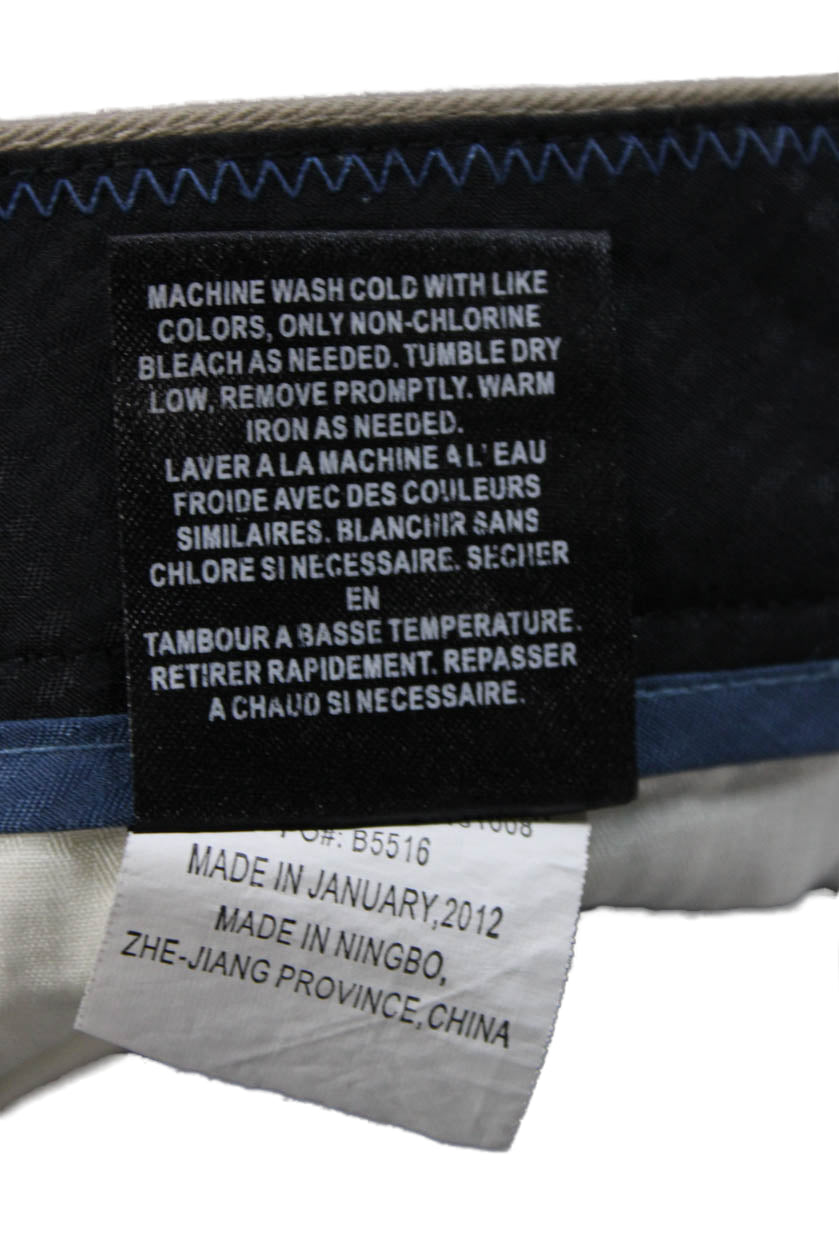 MACHINE WASH COLD WITH LIKE
COLORS, ONLY NON-CHLORINE
BLEACH AS NEEDED. TUMBLE DRY
LOW, REMOVE PROMPTLY. WARM
IRON AS NEEDED.
LAVER A LA MACHINE A L' EAU
FROIDE AVEC DES COULEURS
SIMILAIRES. BLANCHIR SANS
CHLORE SI NECESSAIRE. SECHER
EN
TAMBOUR A BASSE TEMPERATURE.
RETIRER RAPIDEMENT. REPASSER
A CHAUD SI NECESSAIRE.
PO#: B5516
MADE IN JANUARY,2012
MADE IN NINGBO,
ZHE-JIANG PROVINCE,CHINA